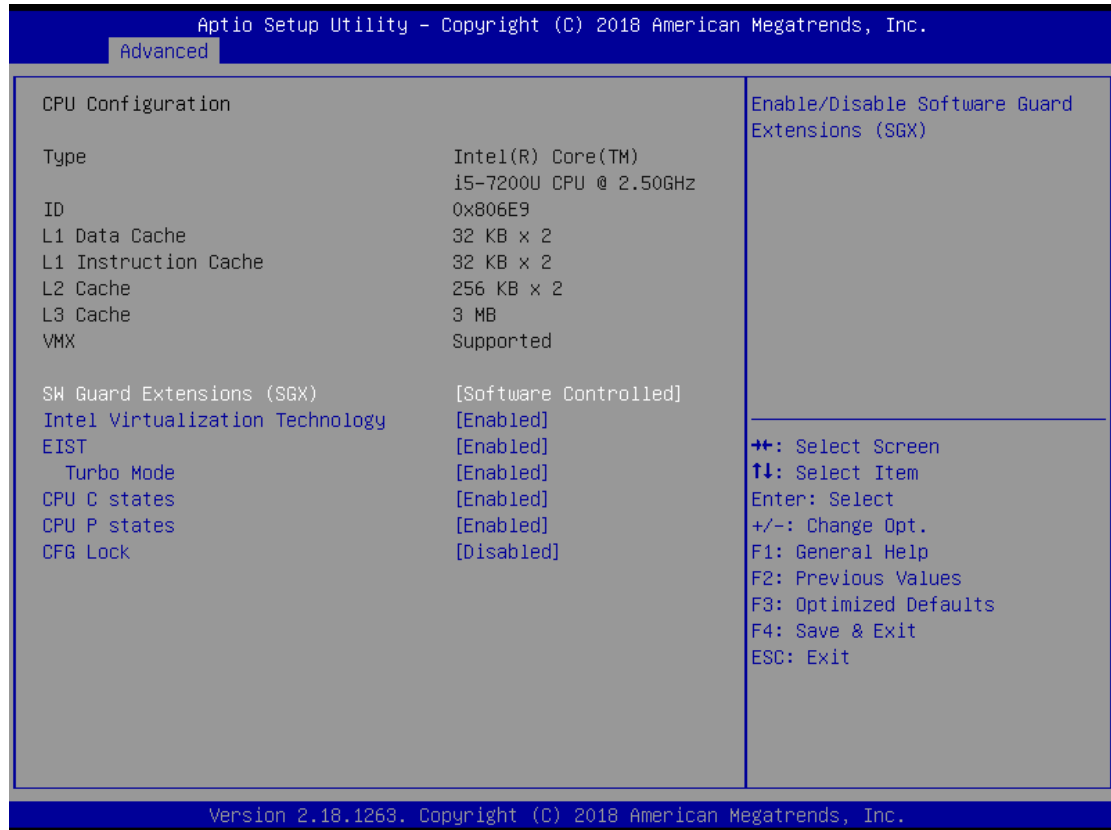 Aptio Setup Utility – Copyright (C) 2018 American Megatrends, Inc.
Advanced
CPU Configuration
Type Intel(R) Core(TM)
i5-7200U CPU @ 2.50GHz
ID 0x806E9
L1 Data Cache 32 KB x 2
L1 Instruction Cache 32 KB x 2
L2 Cache 256 KB x 2
L3 Cache 3 MB
VMX Supported
SW Guard Extensions (SGX) [Software Controlled]
Intel Virtualization Technology [Enabled]
EIST [Enabled]
Turbo Mode [Enabled]
CPU C states [Enabled]
CPU P states [Enabled]
CFG Lock [Disabled]
Enable/Disable Software Guard
Extensions (SGX)
→←: Select Screen
↑↓: Select Item
Enter: Select
+/-: Change Opt.
F1: General Help
F2: Previous Values
F3: Optimized Defaults
F4: Save & Exit
ESC: Exit
Version 2.18.1263. Copyright (C) 2018 American Megatrends, Inc.